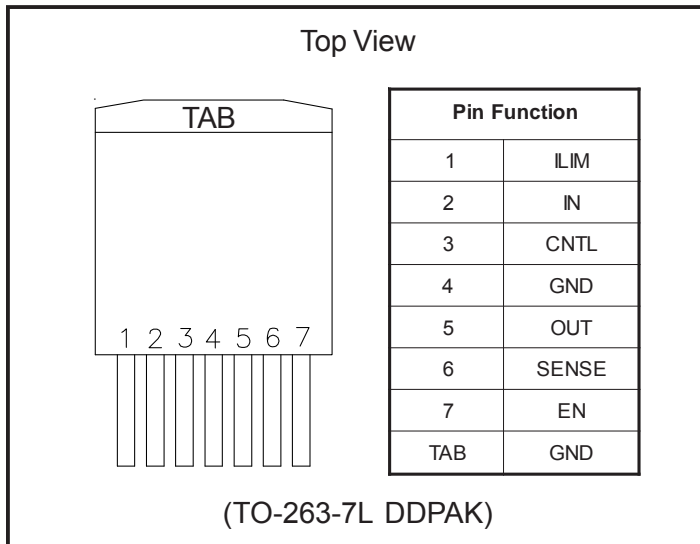 Top View
TAB
1 2 3 4 5 6 7
Pin Function
1 ILIM
2 IN
3 CNTL
4 GND
5 OUT
6 SENSE
7 EN
TAB GND
(TO-263-7L DDPAK)